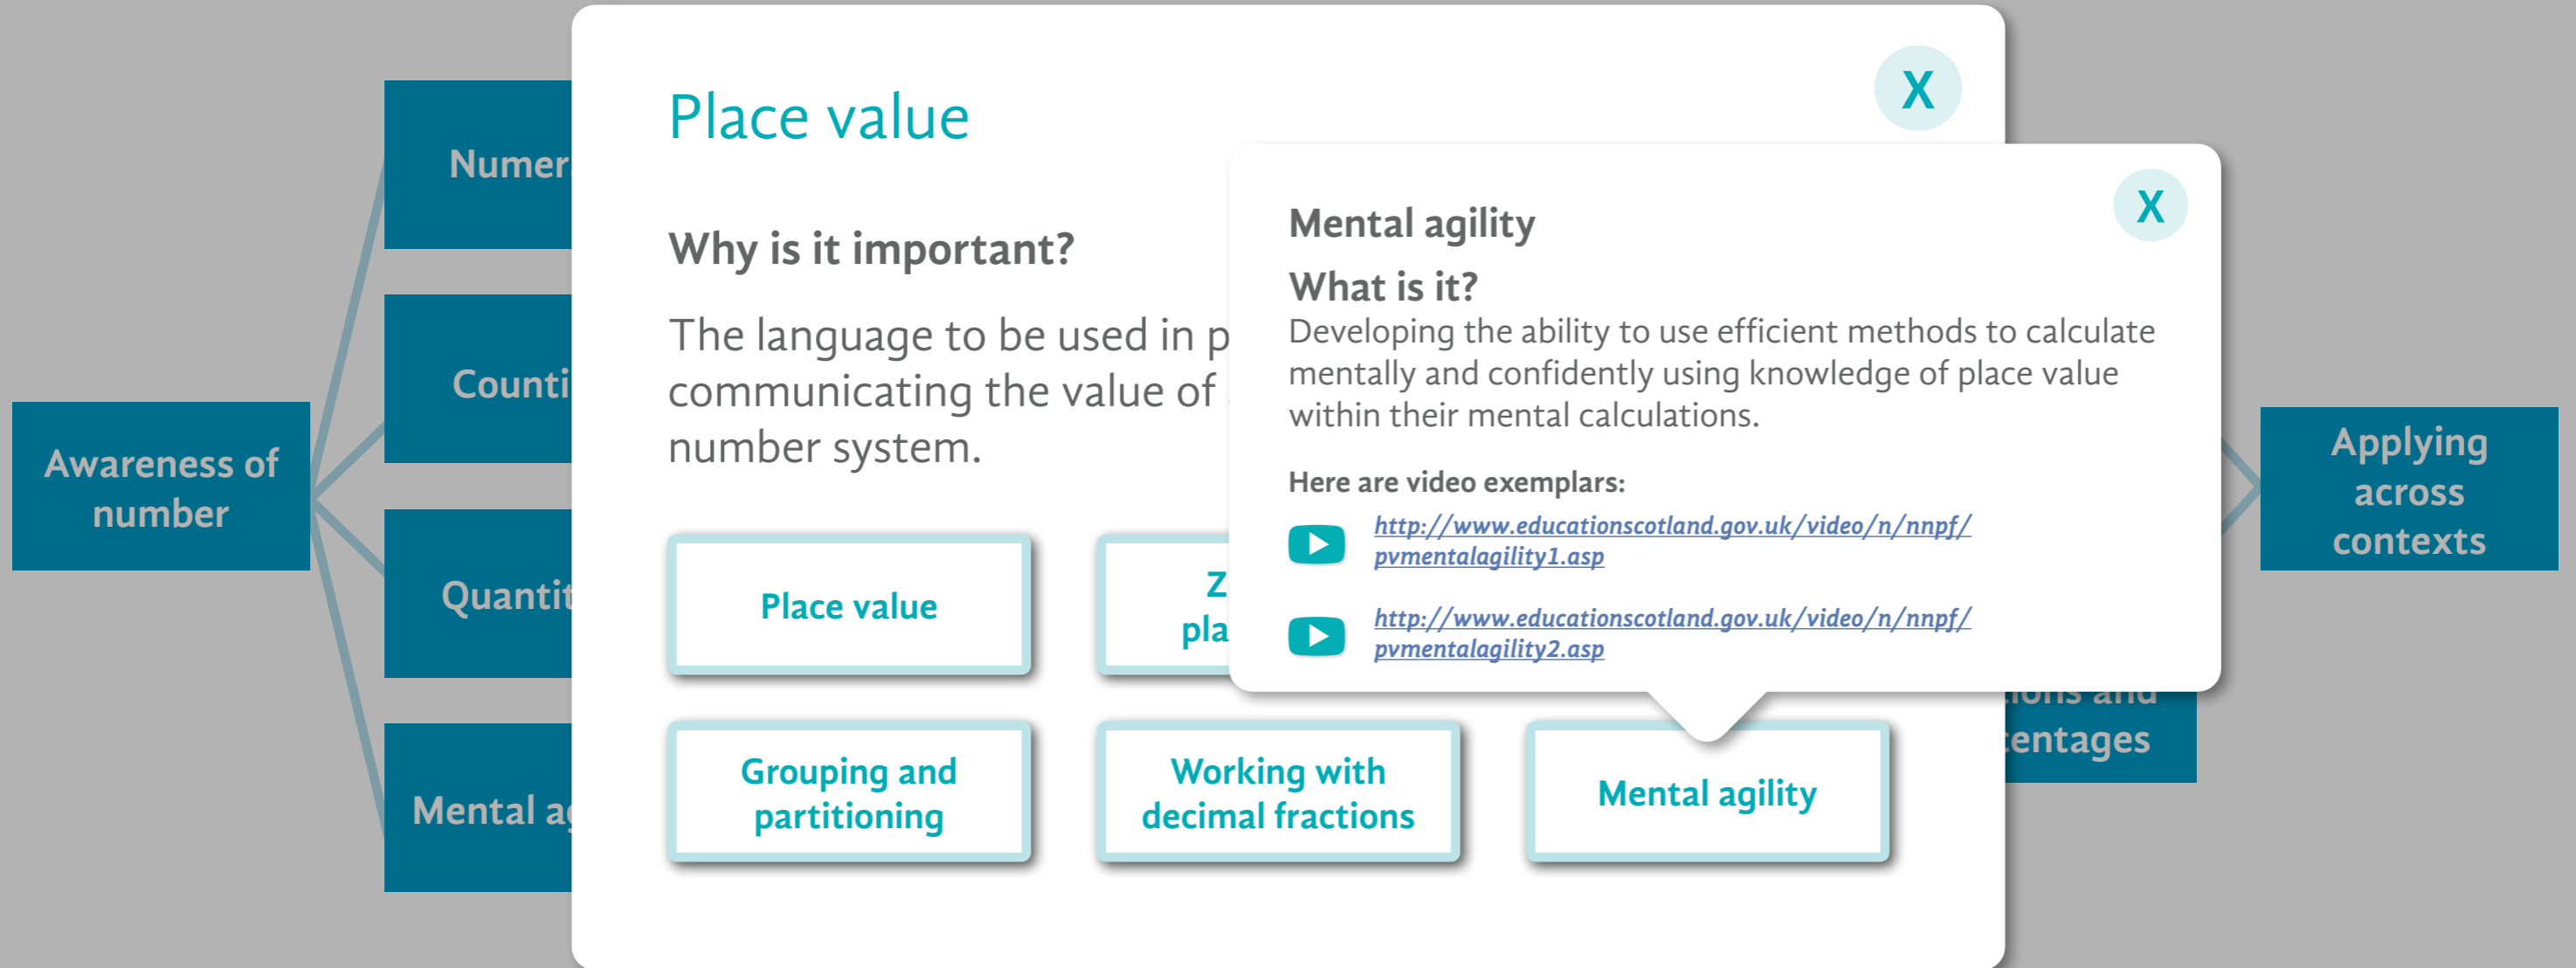 Awareness of
number
Numer
Counti
Quantit
Mental ag
Place value
X
Why is it important?
The language to be used in p
communicating the value of
number system.
Place value
Z
pla
Grouping and
partitioning
Working with
decimal fractions
Mental agility
Mental agility
X
What is it?
Developing the ability to use efficient methods to calculate
mentally and confidently using knowledge of place value
within their mental calculations.
Here are video exemplars:
http://www.educationscotland.gov.uk/video/n/nnpf/
pvmentalagility1.asp
http://www.educationscotland.gov.uk/video/n/nnpf/
pvmentalagility2.asp
ions and
centages
Applying
across
contexts